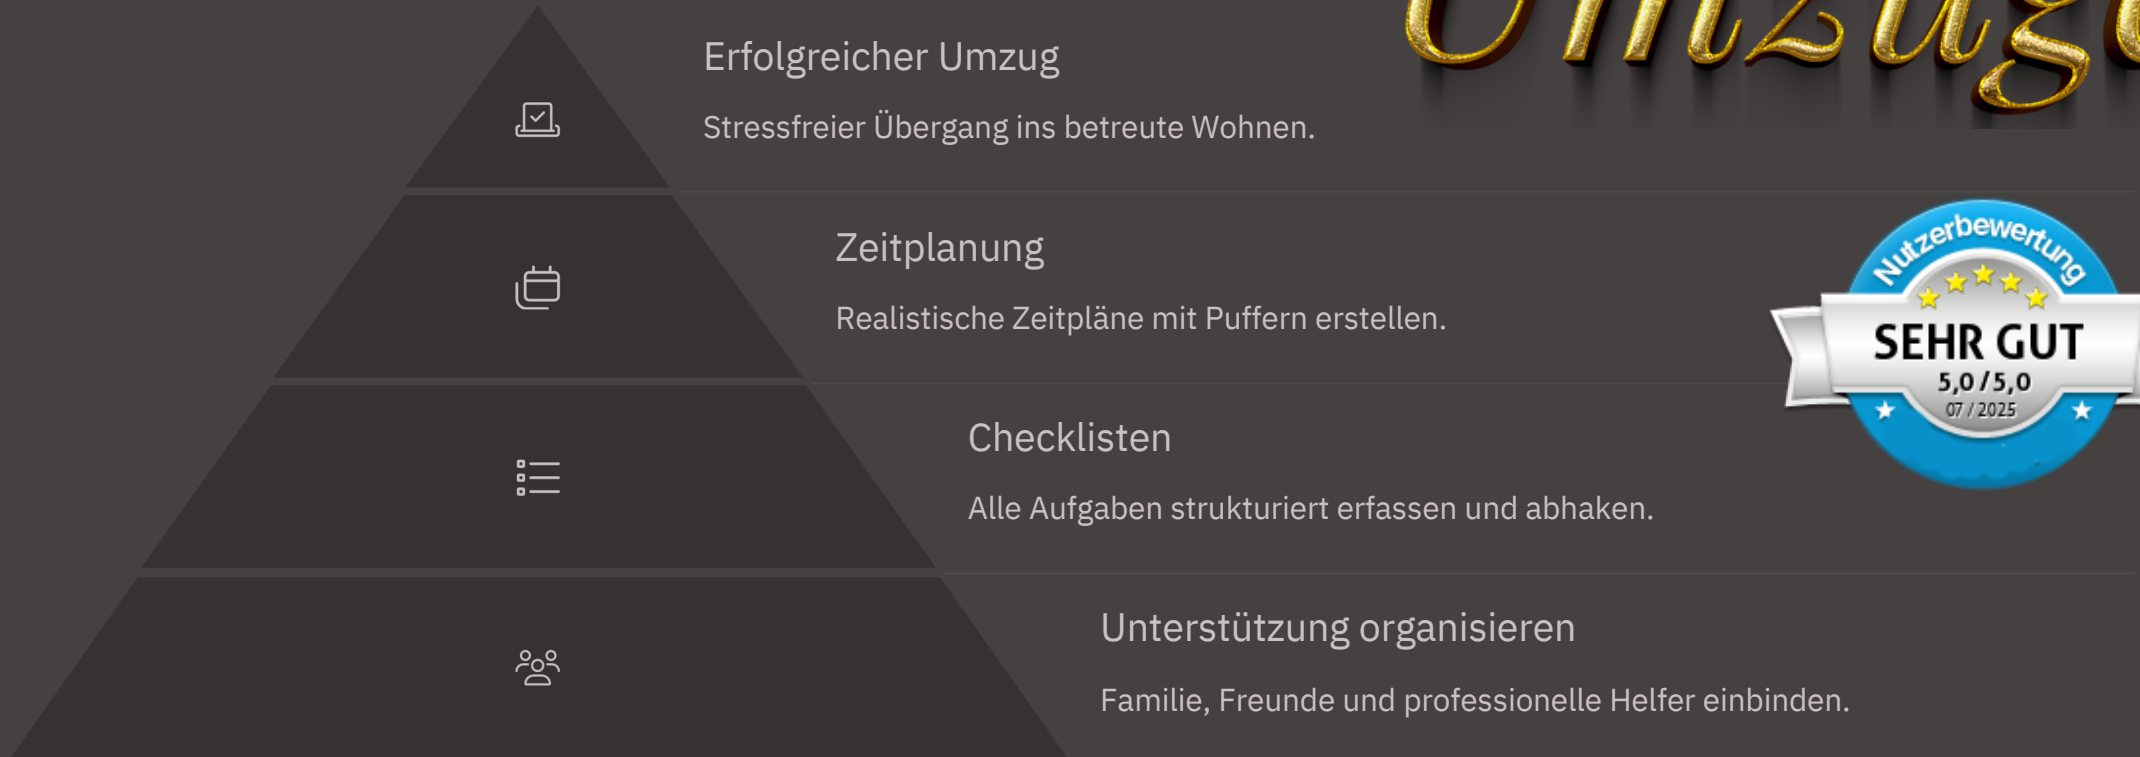 Erfolgreicher Umzug
Stressfreier Übergang ins betreute Wohnen.
Zeitplanung
Realistische Zeitpläne mit Puffern erstellen.
Nutzerbewertung
SEHR GUT
5,0 / 5,0
07 / 2025
Checklisten
Alle Aufgaben strukturiert erfassen und abhaken.
Unterstützung organisieren
Familie, Freunde und professionelle Helfer einbinden.